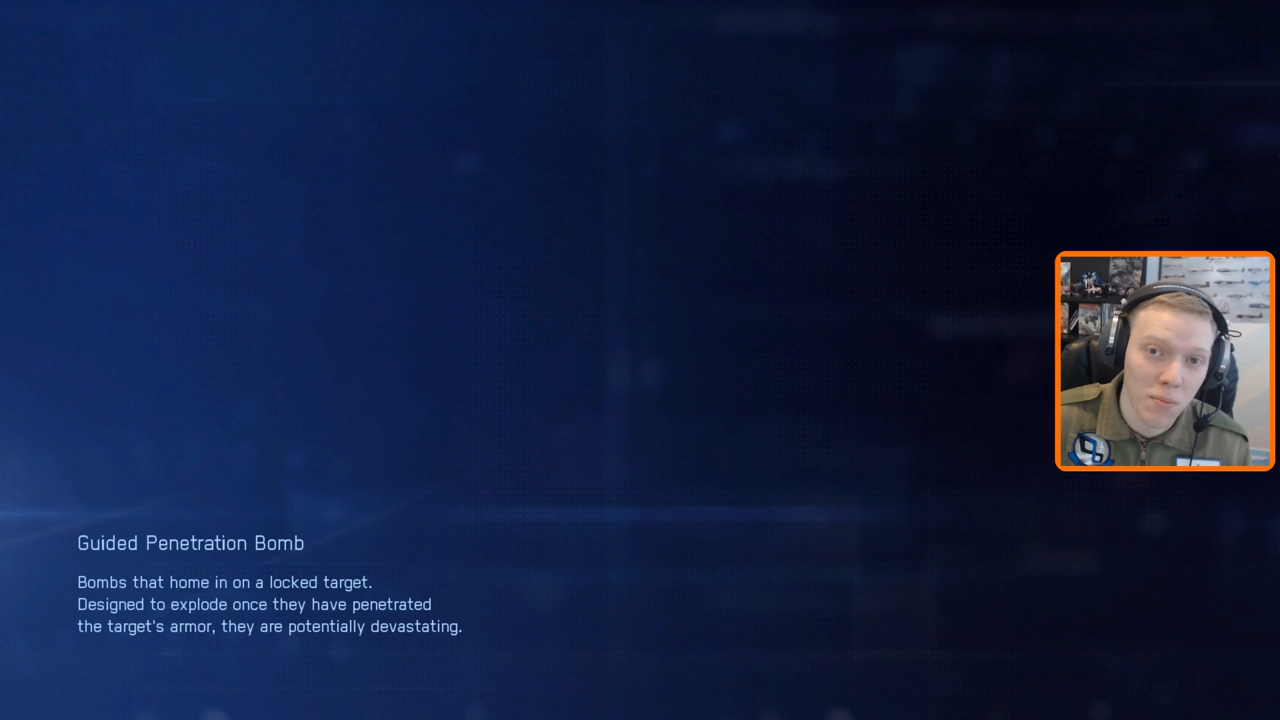 Guided Penetration Bomb
Bombs that home in on a locked target.
Designed to explode once they have penetrated
the target's armor, they are potentially devastating.